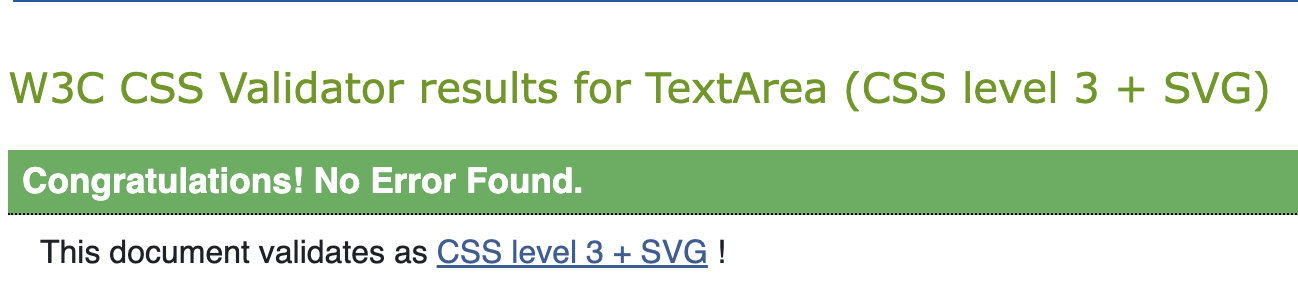 W3C CSS Validator results for TextArea (CSS level 3 + SVG)
Congratulations! No Error Found.
This document validates as CSS level 3 + SVG !